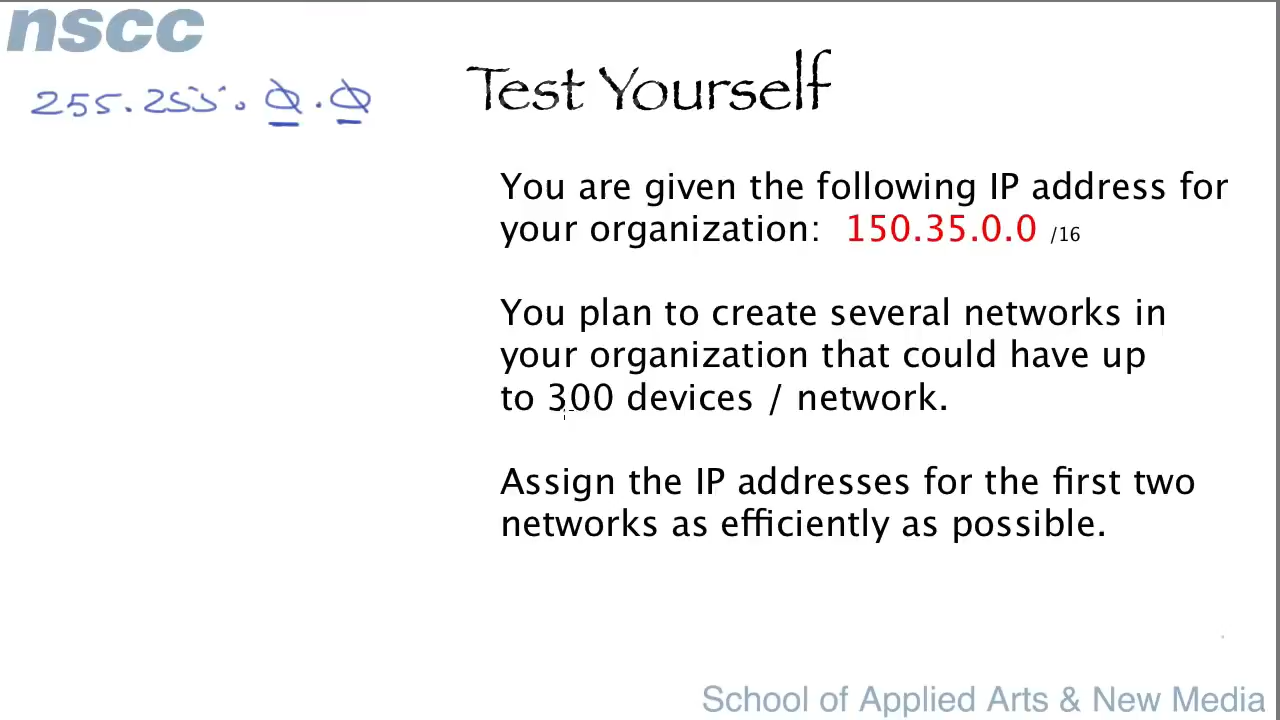 nscc
255.255.0.0
Test Yourself
You are given the following IP address for
your organization: 150.35.0.0 /16
You plan to create several networks in
your organization that could have up
to 300 devices / network.
Assign the IP addresses for the first two
networks as efficiently as possible.
School of Applied Arts & New Media